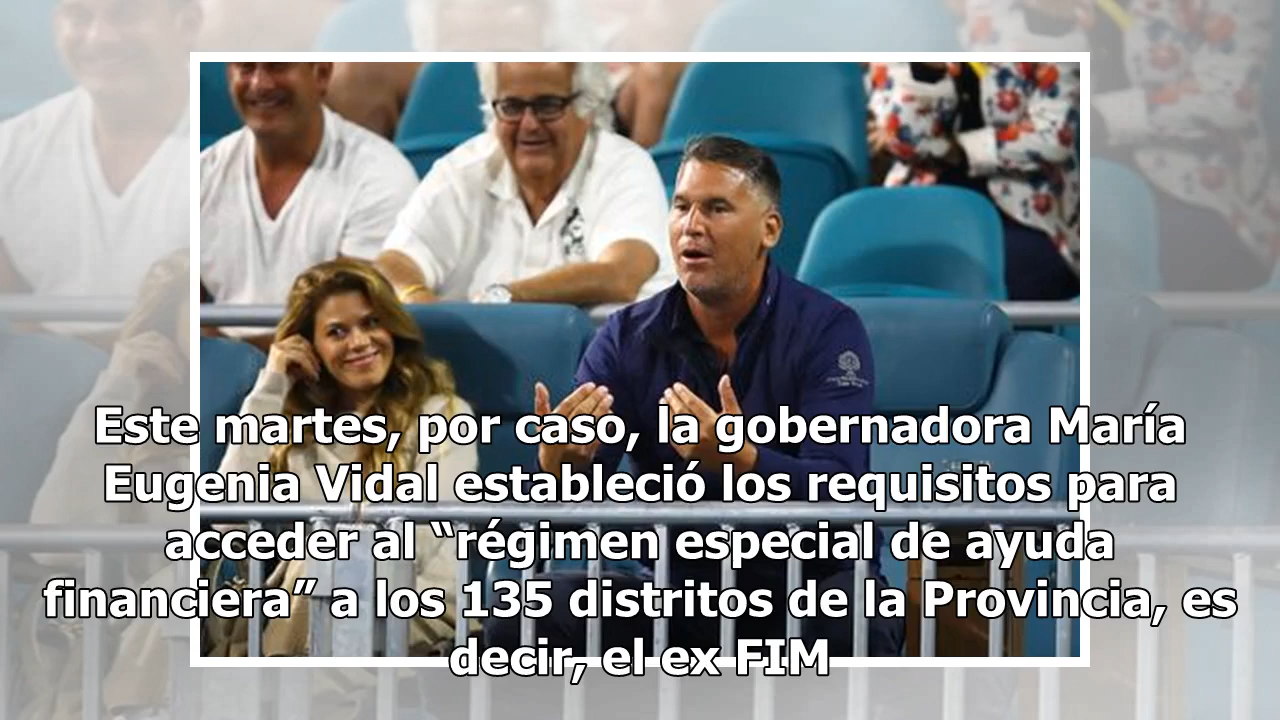 Este martes, por caso, la gobernadora María
Eugenia Vidal estableció los requisitos para
acceder al “régimen especial de ayuda
financiera” a los 135 distritos de la Provincia, es
decir, el ex FIM